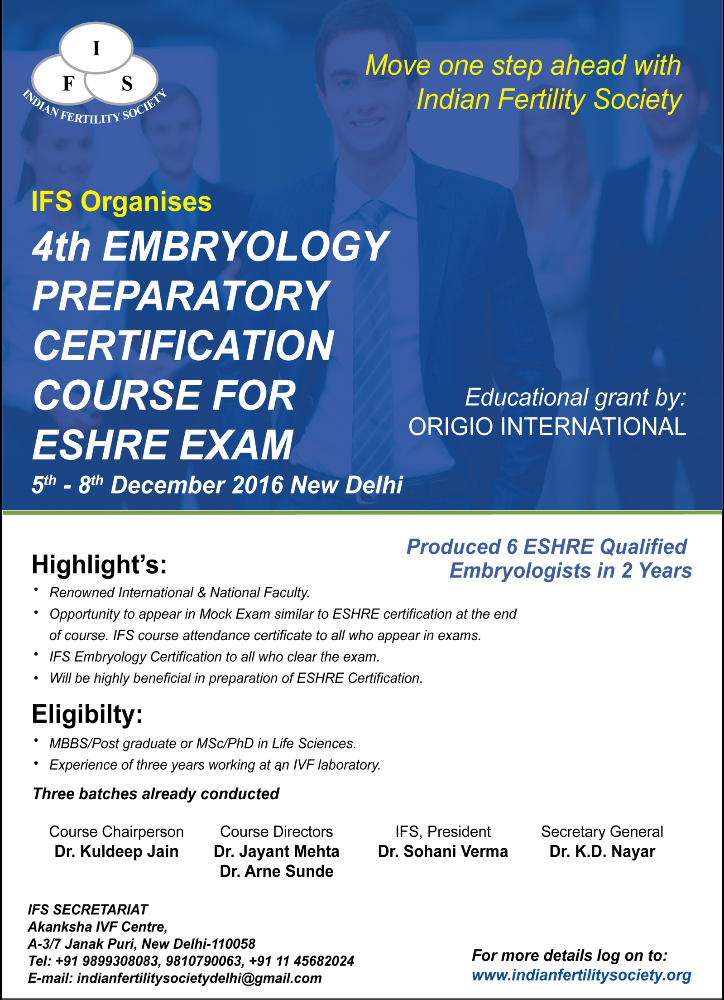 I
F S
INDIAN FERTILITY SOCIETY
Move one step ahead with
Indian Fertility Society
IFS Organises
4th EMBRYOLOGY
PREPARATORY
CERTIFICATION
COURSE FOR
ESHRE EXAM
5th - 8th December 2016 New Delhi
Educational grant by:
ORIGIO INTERNATIONAL
Produced 6 ESHRE Qualified
Embryologists in 2 Years
Highlight’s:
• Renowned International & National Faculty.
• Opportunity to appear in Mock Exam similar to ESHRE certification at the end
of course. IFS course attendance certificate to all who appear in exams.
• IFS Embryology Certification to all who clear the exam.
• Will be highly beneficial in preparation of ESHRE Certification.
Eligibilty:
• MBBS/Post graduate or MSc/PhD in Life Sciences.
• Experience of three years working at an IVF laboratory.
Three batches already conducted
Course Chairperson
Dr. Kuldeep Jain
Course Directors
Dr. Jayant Mehta
Dr. Arne Sunde
IFS, President
Dr. Sohani Verma
Secretary General
Dr. K.D. Nayar
IFS SECRETARIAT
Akanksha IVF Centre,
A-3/7 Janak Puri, New Delhi-110058
Tel: +91 9899308083, 9810790063, +91 11 45682024
E-mail: indianfertilitysocietydelhi@gmail.com
For more details log on to:
www.indianfertilitysociety.org